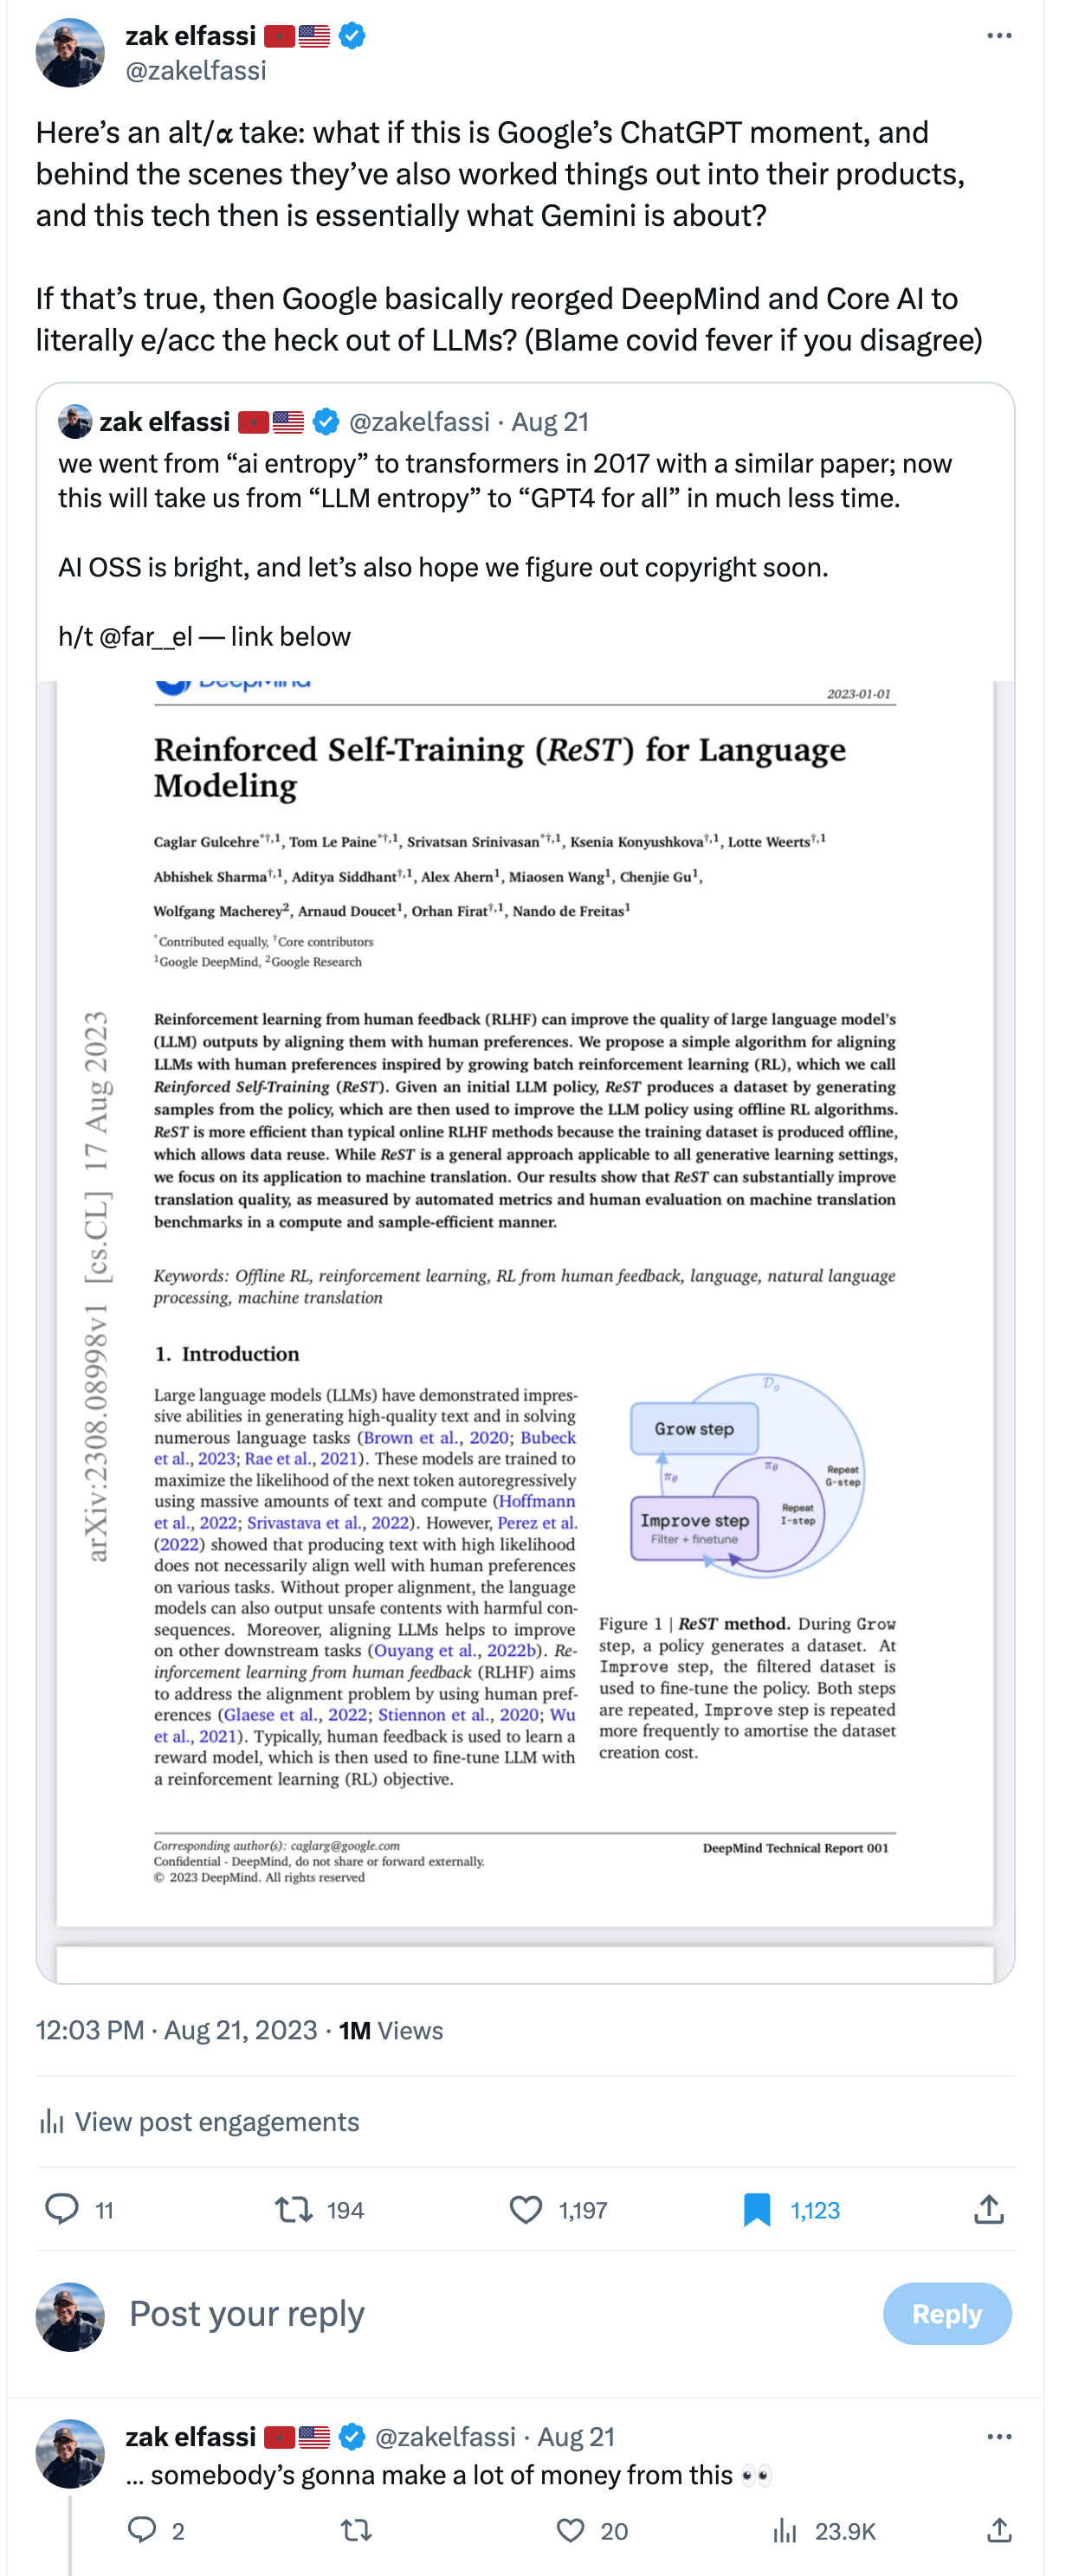 zak elfassi
@zakelfassi
Here’s an alt/α take: what if this is Google’s ChatGPT moment, and
behind the scenes they’ve also worked things out into their products,
and this tech then is essentially what Gemini is about?
If that’s true, then Google basically reorged DeepMind and Core AI to
literally e/acc the heck out of LLMs? (Blame covid fever if you disagree)
zak elfassi @zakelfassi · Aug 21
we went from “ai entropy” to transformers in 2017 with a similar paper; now
this will take us from “LLM entropy” to “GPT4 for all” in much less time.
AI OSS is bright, and let’s also hope we figure out copyright soon.
h/t @far__el — link below
DeepMind
2023-01-01
Reinforced Self-Training (ReST) for Language
Modeling
Caglar Gulcehre*†,1, Tom Le Paine*†,1, Srivatsan Srinivasan*†,1, Ksenia Konyushkova†,1, Lotte Weerts†,1
Abhishek Sharma†,1, Aditya Siddhant†,1, Alex Ahern1, Miaosen Wang1, Chenjie Gu1,
Wolfgang Macherey2, Arnaud Doucet1, Orhan Firat†,1, Nando de Freitas1
*Contributed equally, †Core contributors
1Google DeepMind, 2Google Research
Reinforcement learning from human feedback (RLHF) can improve the quality of large language model’s
(LLM) outputs by aligning them with human preferences. We propose a simple algorithm for aligning
LLMs with human preferences inspired by growing batch reinforcement learning (RL), which we call
Reinforced Self-Training (ReST). Given an initial LLM policy, ReST produces a dataset by generating
samples from the policy, which are then used to improve the LLM policy using offline RL algorithms.
ReST is more efficient than typical online RLHF methods because the training dataset is produced offline,
which allows data reuse. While ReST is a general approach applicable to all generative learning settings,
we focus on its application to machine translation. Our results show that ReST can substantially improve
translation quality, as measured by automated metrics and human evaluation on machine translation
benchmarks in a compute and sample-efficient manner.
Keywords: Offline RL, reinforcement learning, RL from human feedback, language, natural language
processing, machine translation
arXiv:2308.08998v1 [cs.CL] 17 Aug 2023
1. Introduction
Large language models (LLMs) have demonstrated impres-
sive abilities in generating high-quality text and in solving
numerous language tasks (Brown et al., 2020; Bubeck
et al., 2023; Rae et al., 2021). These models are trained to
maximize the likelihood of the next token autoregressively
using massive amounts of text and compute (Hoffmann
et al., 2022; Srivastava et al., 2022). However, Perez et al.
(2022) showed that producing text with high likelihood
does not necessarily align well with human preferences
on various tasks. Without proper alignment, the language
models can also output unsafe contents with harmful con-
sequences. Moreover, aligning LLMs helps to improve
on other downstream tasks (Ouyang et al., 2022b). Re-
inforcement learning from human feedback (RLHF) aims
to address the alignment problem by using human pref-
erences (Glaese et al., 2022; Stiennon et al., 2020; Wu
et al., 2021). Typically, human feedback is used to learn a
reward model, which is then used to fine-tune LLM with
a reinforcement learning (RL) objective.
𝒟g
Grow step
πθ
πθ
Repeat
G-step
Improve step
Filter + finetune
Repeat
I-step
Figure 1 | ReST method. During Grow
step, a policy generates a dataset. At
Improve step, the filtered dataset is
used to fine-tune the policy. Both steps
are repeated, Improve step is repeated
more frequently to amortise the dataset
creation cost.
Corresponding author(s): caglarg@google.com
Confidential - DeepMind, do not share or forward externally.
© 2023 DeepMind. All rights reserved
DeepMind Technical Report 001
12:03 PM · Aug 21, 2023 · 1M Views
View post engagements
11 194 1,197 1,123
Post your reply
Reply
zak elfassi @zakelfassi · Aug 21
... somebody’s gonna make a lot of money from this 👀
2 20 23.9K